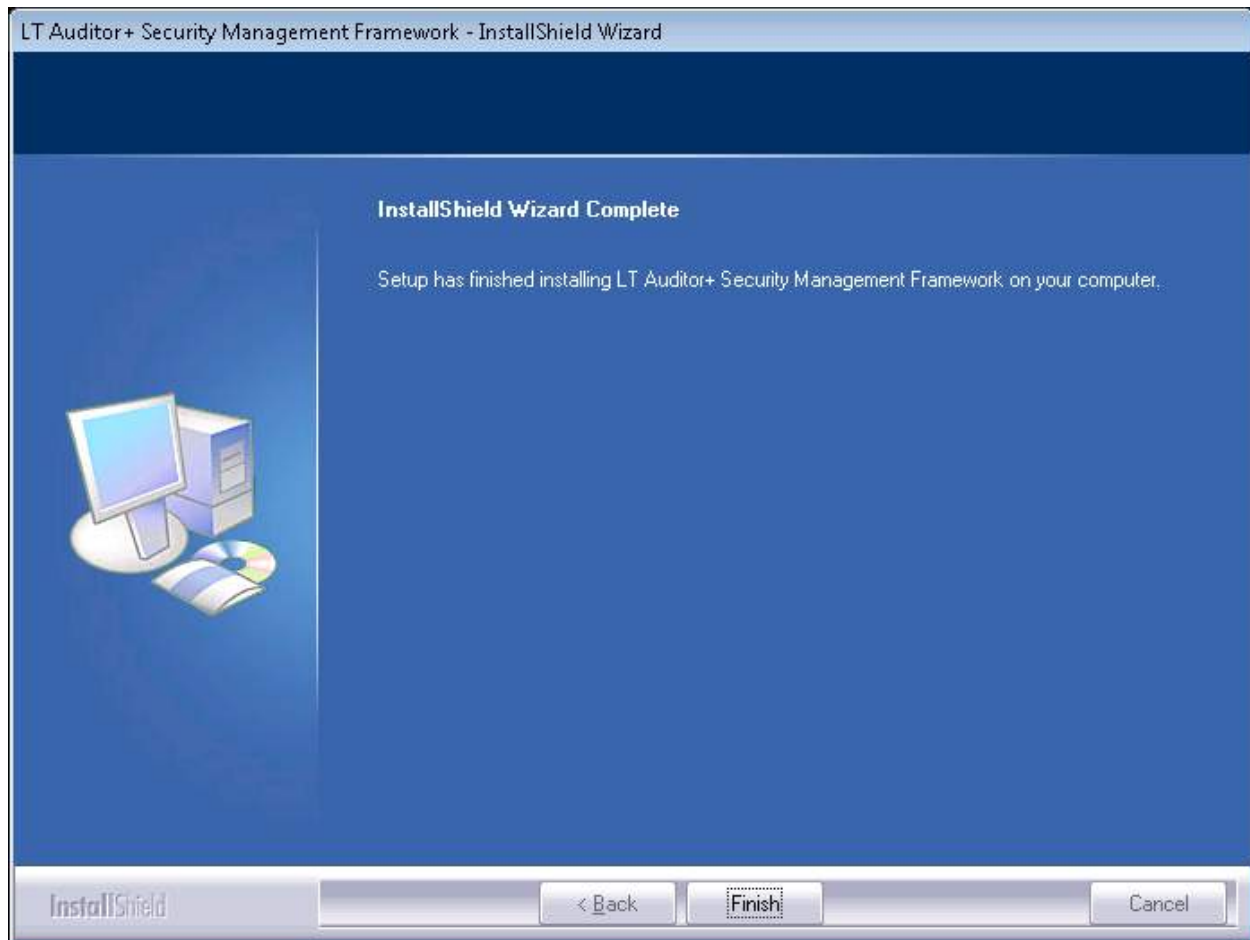 LT Auditor+ Security Management Framework - InstallShield Wizard
InstallShield Wizard Complete
Setup has finished installing LT Auditor+ Security Management Framework on your computer.
InstallShield
< Back
Finish
Cancel